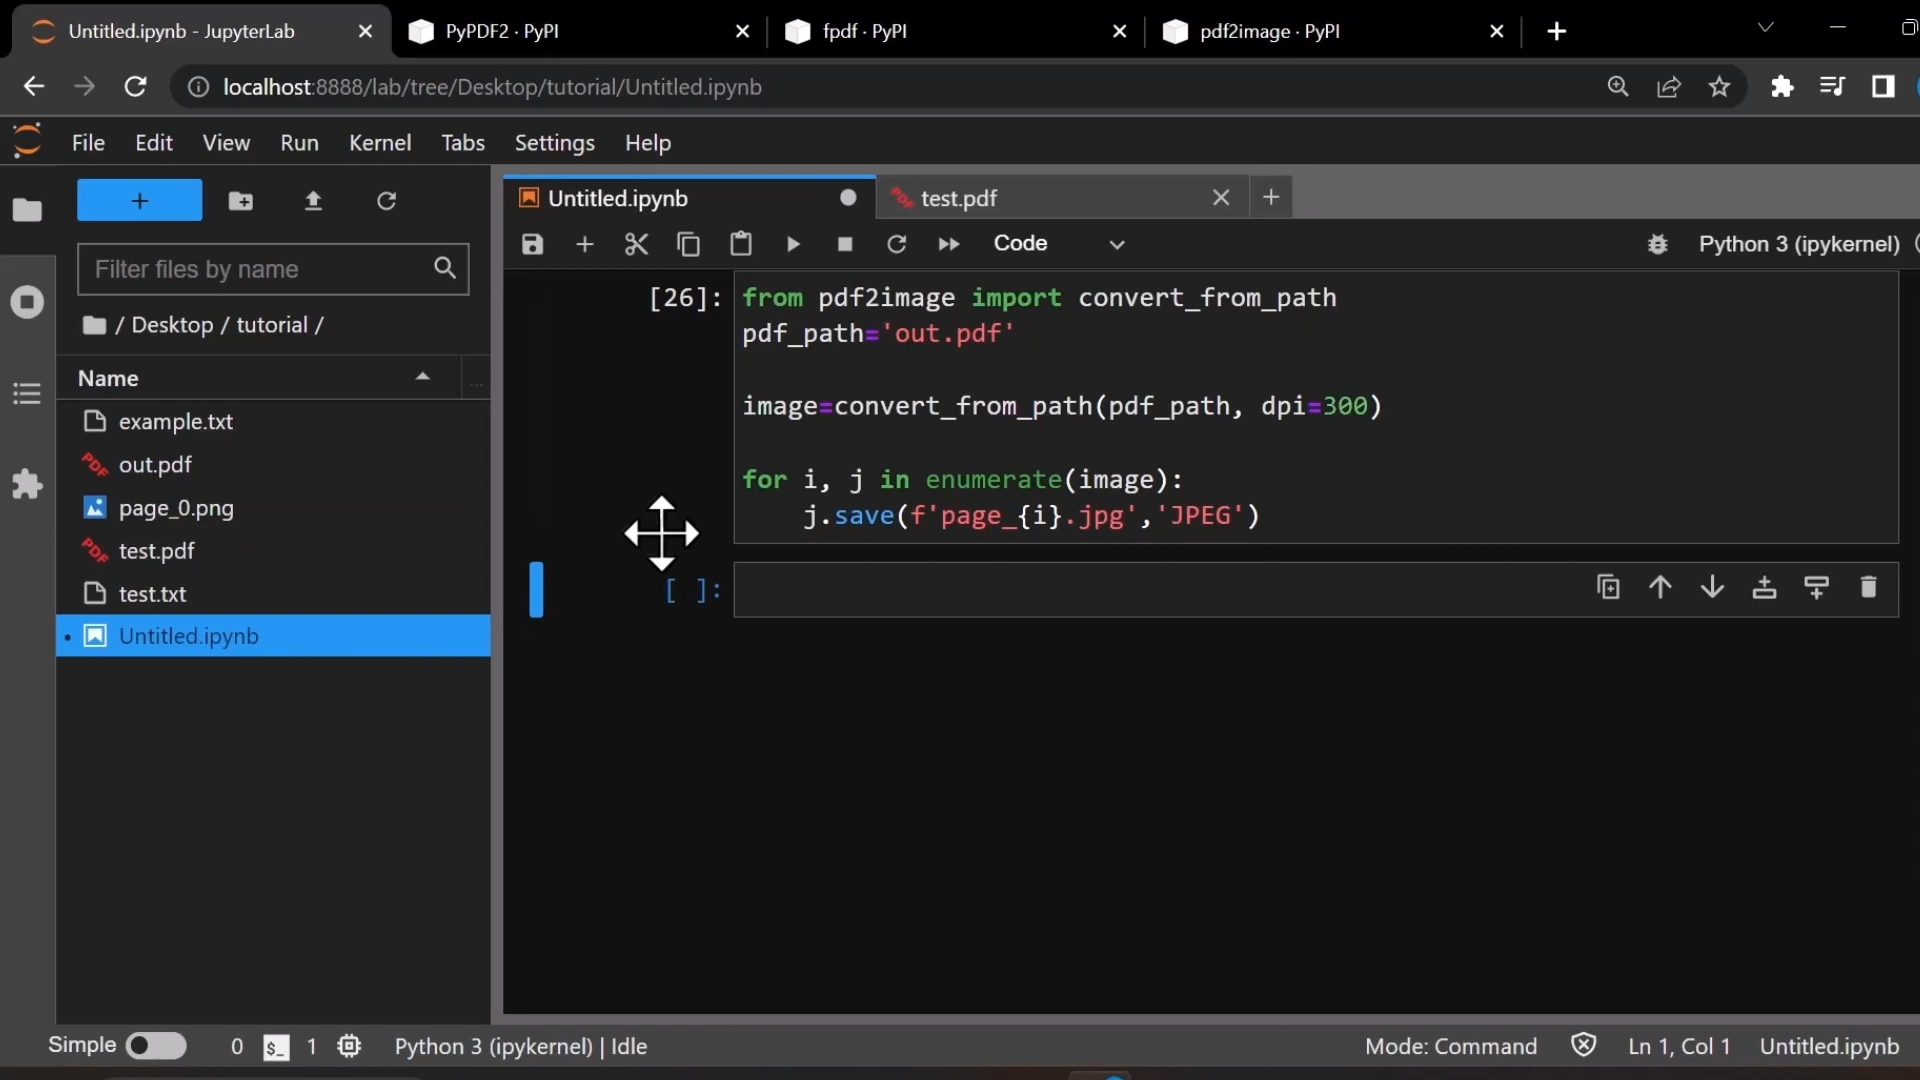 Untitled.ipynb - JupyterLab
PyPDF2 · PyPI
fpdf · PyPI
pdf2image · PyPI
localhost:8888/lab/tree/Desktop/tutorial/Untitled.ipynb
File Edit View Run Kernel Tabs Settings Help
Filter files by name
/ Desktop / tutorial /
Name
...
example.txt
out.pdf
page_0.png
test.pdf
test.txt
Untitled.ipynb
Untitled.ipynb
test.pdf
Code
Python 3 (ipykernel)
[26]: from pdf2image import convert_from_path
pdf_path='out.pdf'
image=convert_from_path(pdf_path, dpi=300)
for i, j in enumerate(image):
j.save(f'page_{i}.jpg','JPEG')
[ ]:
Simple 0 $_ 1 Python 3 (ipykernel) | Idle
Mode: Command Ln 1, Col 1 Untitled.ipynb